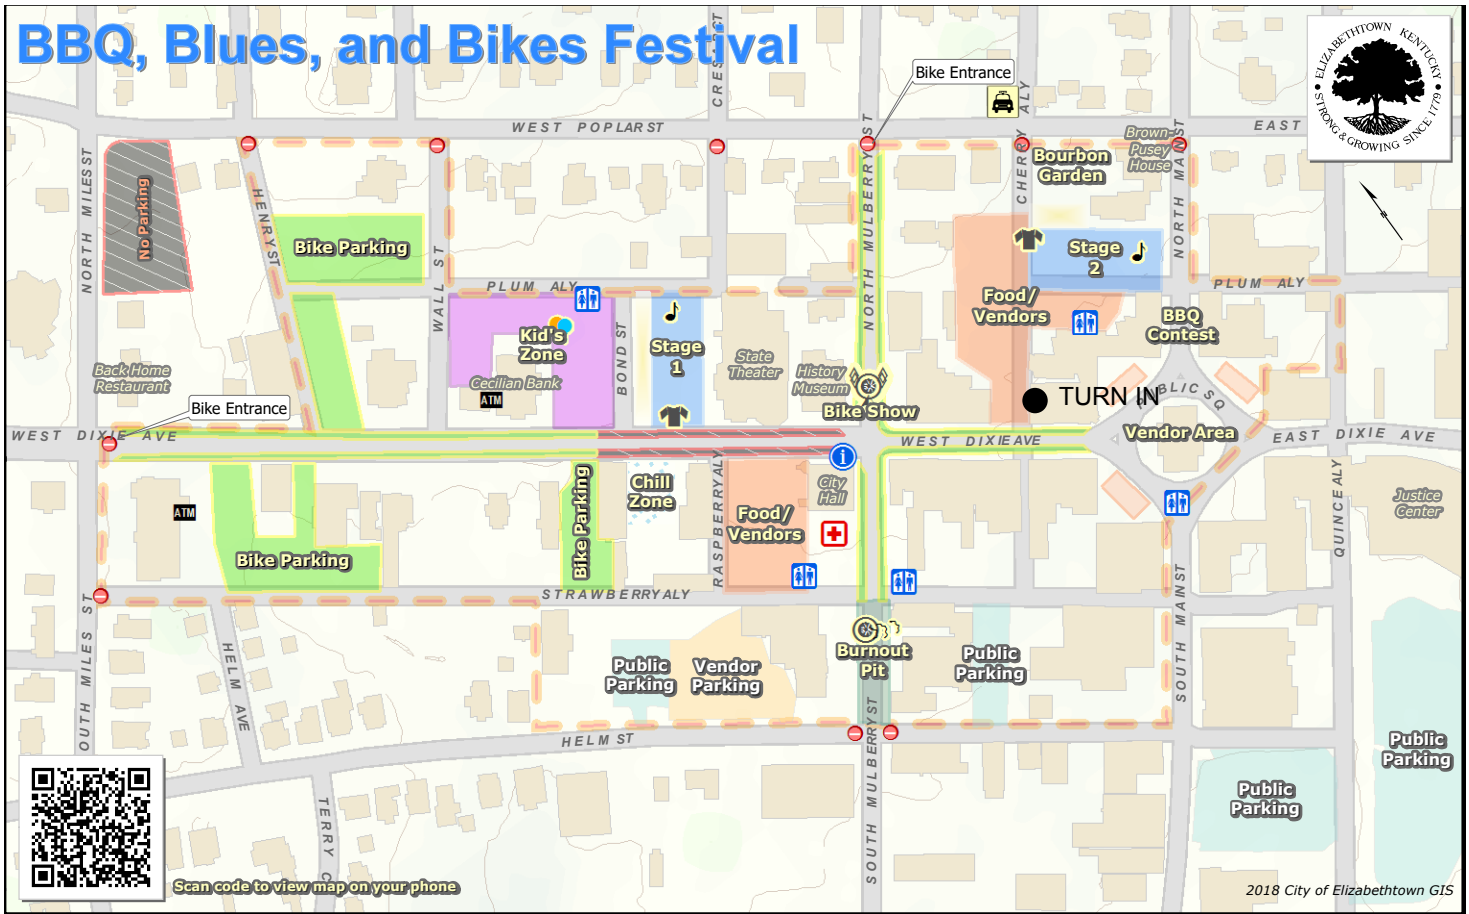 BBQ, Blues, and Bikes Festival
ELIZABETHTOWN KENTUCKY
STRONG & GROWING SINCE 1779
Bike Entrance
WEST POPLAR ST
EAST
CREST ST
CHERRY ALY
Bourbon
Garden
Brown-
Pusey
House
NORTH MILES ST
No Parking
HENRY ST
Bike Parking
WALL ST
NORTH MULBERRY ST
NORTH MAIN ST
Stage
2
PLUM ALY
PLUM ALY
N
Food/
Vendors
BBQ
Contest
Kid's
Zone
BOND ST
Stage
1
State
Theater
History
Museum
Back Home
Restaurant
Cecilian Bank
ATM
Bike Entrance
Bike Show
TURN IN
PUBLIC SQ
WEST DIXIE AVE
WEST DIXIE AVE
Vendor Area
EAST DIXIE AVE
i
Chill
Zone
City
Hall
RASPBERRY ALY
Food/
Vendors
Bike Parking
ATM
Bike Parking
Justice
Center
QUINCE ALY
STRAWBERRY ALY
SOUTH MAIN ST
OUTH MILES ST
HELM AVE
Public
Parking
Vendor
Parking
Burnout
Pit
Public
Parking
HELM ST
SOUTH MULBERRY ST
Public
Parking
Public
Parking
TERRY C
Scan code to view map on your phone
2018 City of Elizabethtown GIS